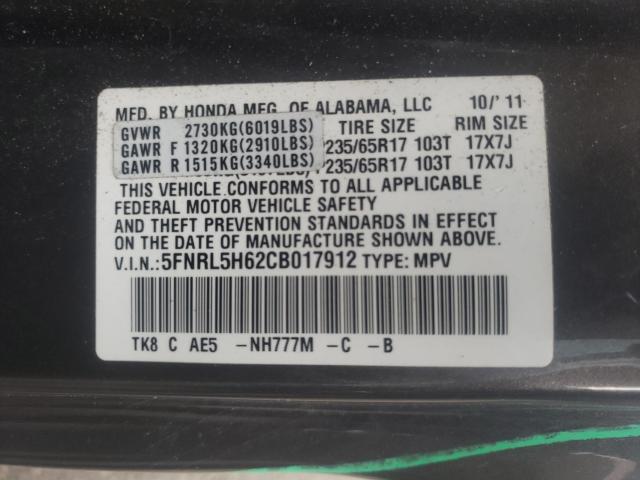 MFD. BY HONDA MFG. OF ALABAMA, LLC 10/'11
GVWR 2730KG(6019LBS) TIRE SIZE RIM SIZE
GAWR F 1320KG(2910LBS) P235/65R17 103T 17X7J
GAWR R 1515KG(3340LBS) P235/65R17 103T 17X7J
THIS VEHICLE CONFORMS TO ALL APPLICABLE
FEDERAL MOTOR VEHICLE SAFETY
AND THEFT PREVENTION STANDARDS IN EFFECT
ON THE DATE OF MANUFACTURE SHOWN ABOVE.
V.I.N.:5FNRL5H62CB017912 TYPE: MPV
TK8 C AE5 -NH777M -C -B